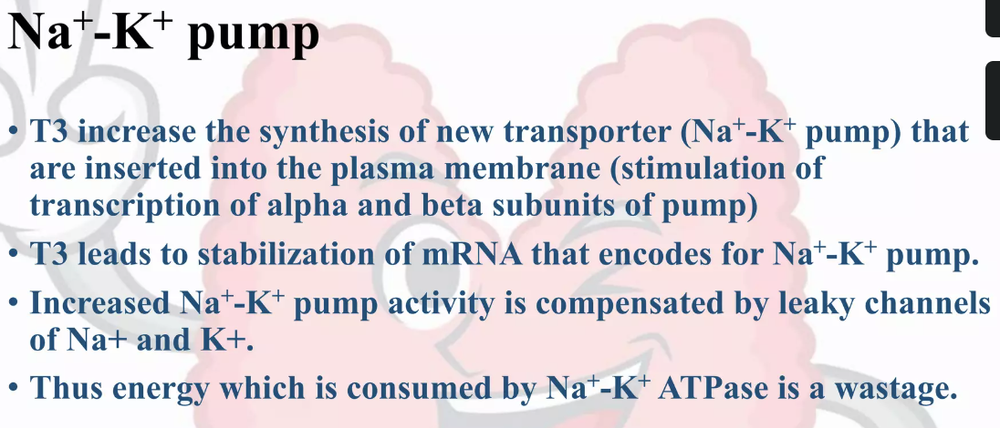 Na⁺-K⁺ pump
• T3 increase the synthesis of new transporter (Na⁺-K⁺ pump) that
are inserted into the plasma membrane (stimulation of
transcription of alpha and beta subunits of pump)
• T3 leads to stabilization of mRNA that encodes for Na⁺-K⁺ pump.
• Increased Na⁺-K⁺ pump activity is compensated by leaky channels
of Na+ and K+.
• Thus energy which is consumed by Na⁺-K⁺ ATPase is a wastage.